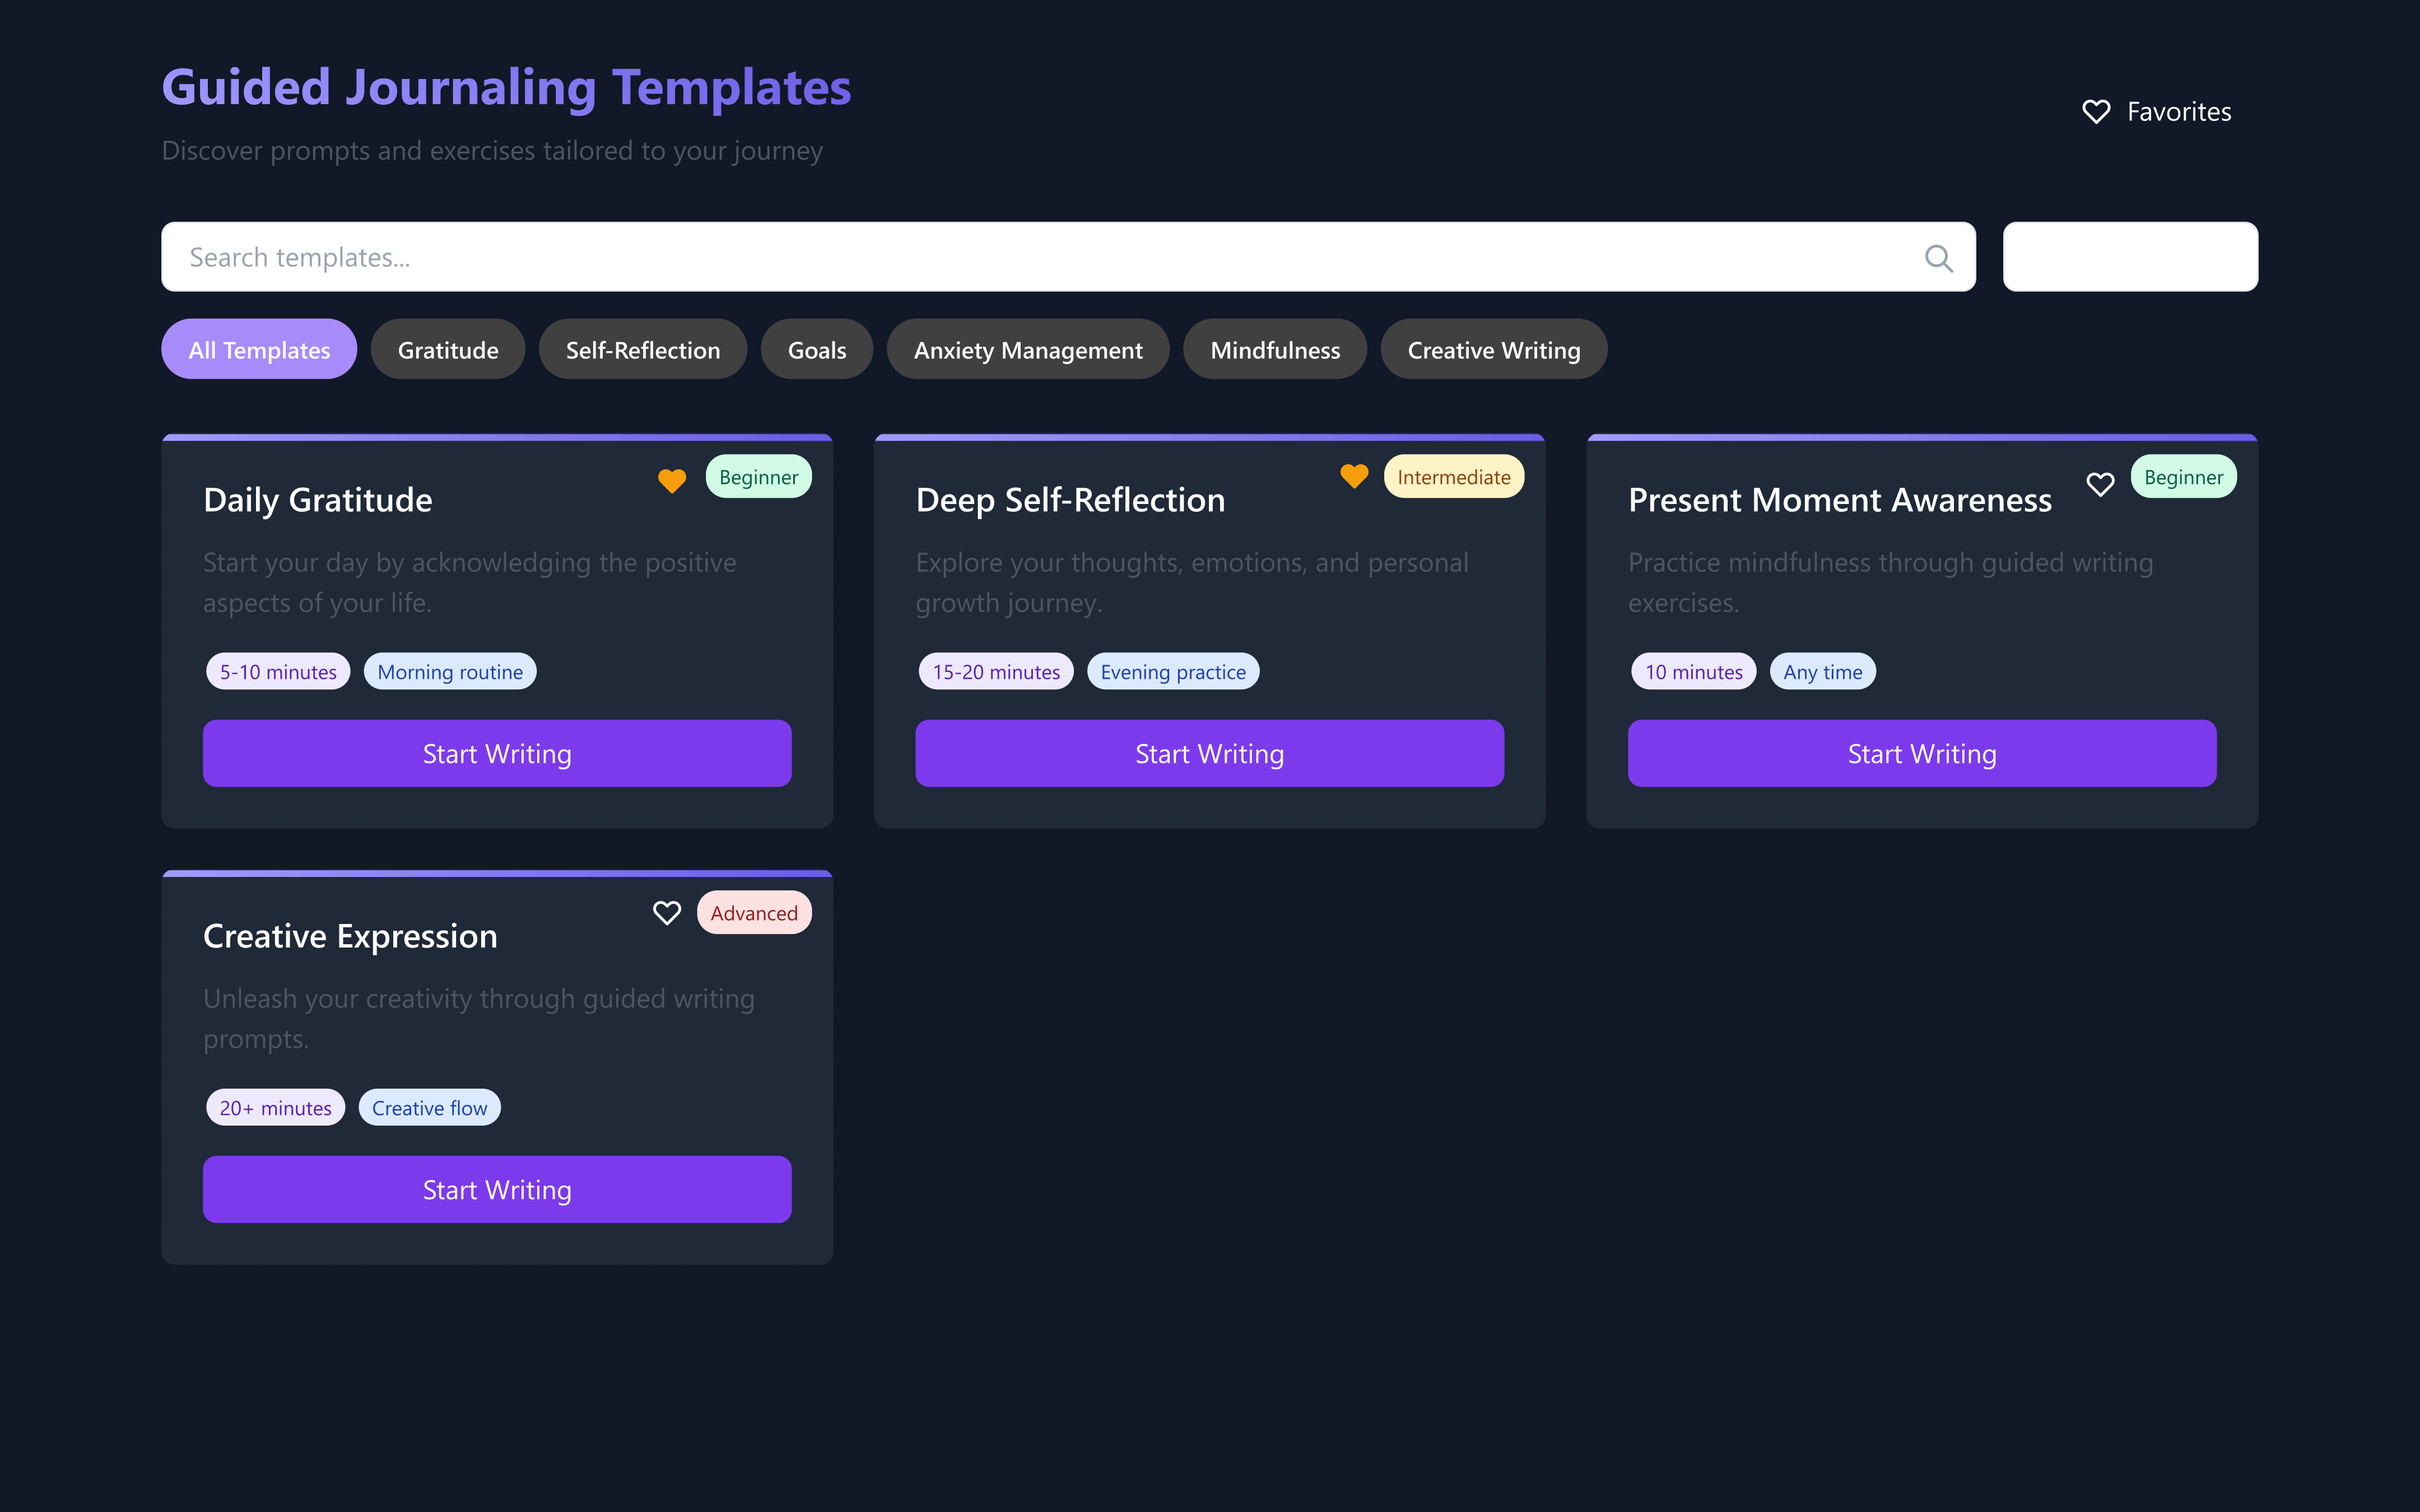 Guided Journaling Templates
Discover prompts and exercises tailored to your journey
Favorites
Search templates...
All Templates
Gratitude
Self-Reflection
Goals
Anxiety Management
Mindfulness
Creative Writing
Daily Gratitude
Beginner
Start your day by acknowledging the positive
aspects of your life.
5-10 minutes
Morning routine
Start Writing
Deep Self-Reflection
Intermediate
Explore your thoughts, emotions, and personal
growth journey.
15-20 minutes
Evening practice
Start Writing
Present Moment Awareness
Beginner
Practice mindfulness through guided writing
exercises.
10 minutes
Any time
Start Writing
Creative Expression
Advanced
Unleash your creativity through guided writing
prompts.
20+ minutes
Creative flow
Start Writing